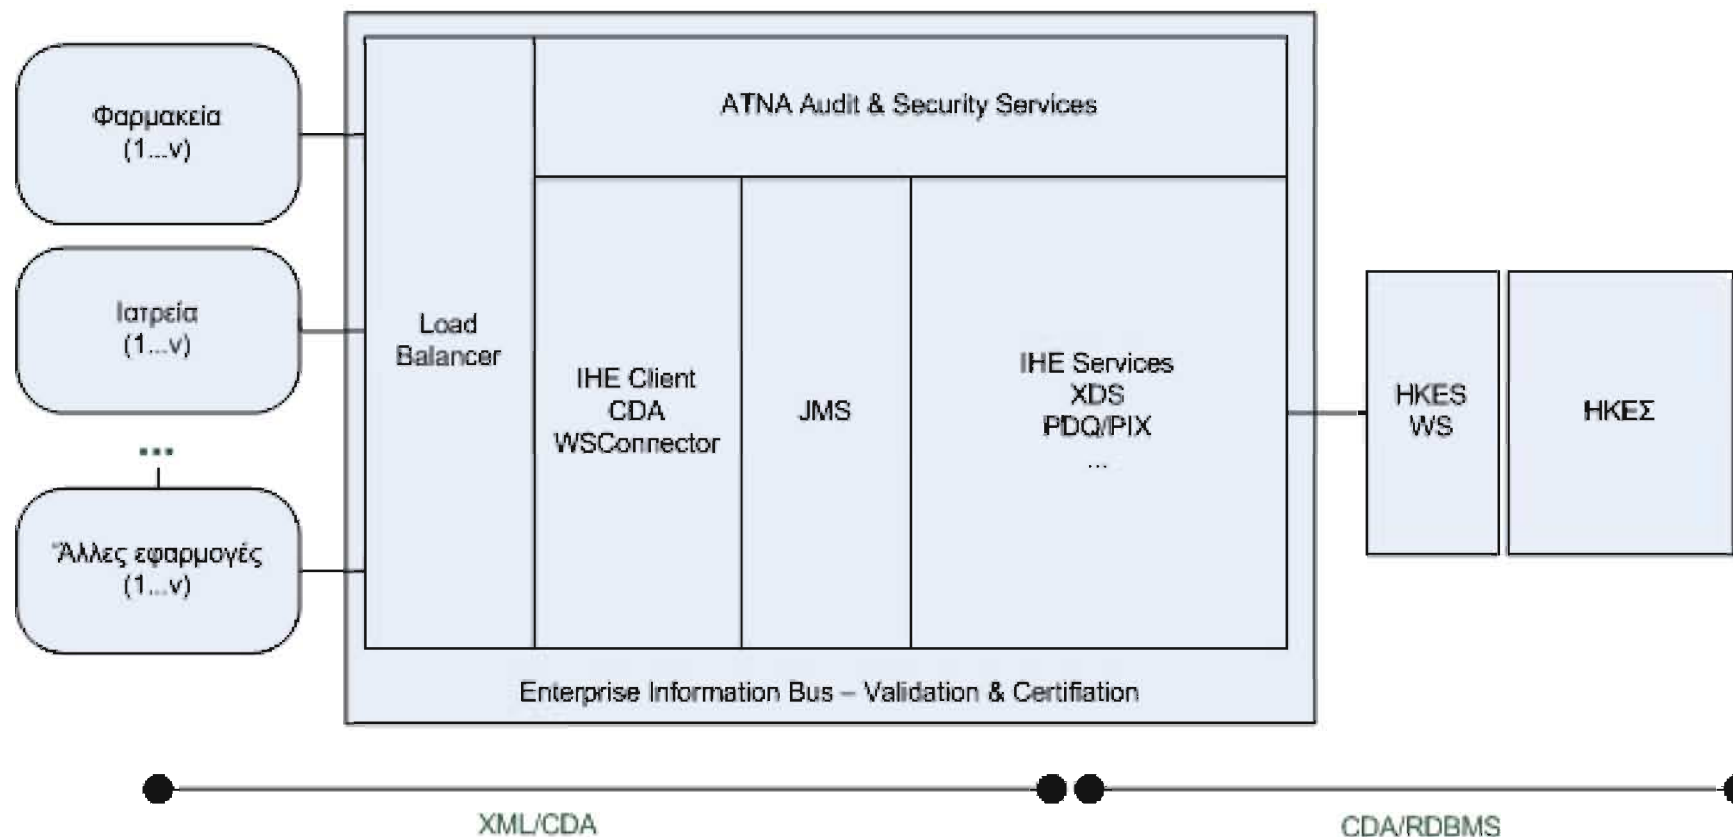 Φαρμακεία
(1...ν)
Ιατρεία
(1...ν)
...
Άλλες εφαρμογές
(1...ν)
Load
Balancer
ATNA Audit & Security Services
IHE Client
CDA
WSConnector
JMS
IHE Services
XDS
PDQ/PIX
...
Enterprise Information Bus – Validation & Certifiation
HKES
WS
ΗΚΕΣ
XML/CDA
CDA/RDBMS